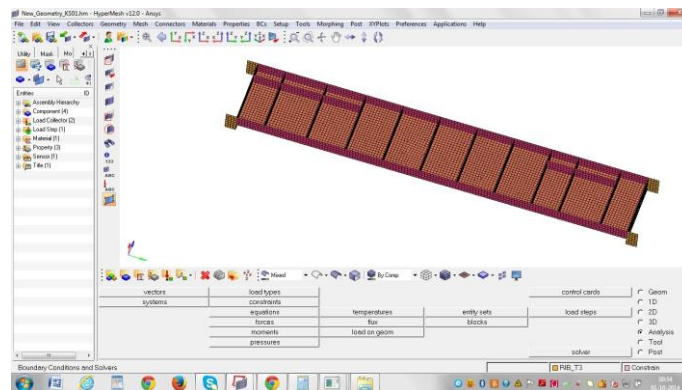 New_Geometry_KS01.hm - HyperMesh v12.0 - Ansys
File Edit View Collectors Geometry Mesh Connectors Materials Properties BCs Setup Tools Morphing Post XYPlots Preferences Applications Help
Utility Mask Mo
Entities ID
Assembly Hierarchy
Component (4)
Load Collector (2)
Load Step (1)
Material (1)
Property (3)
Sensor (1)
Title (1)
123
ABC
Mixed By Comp
vectors load types control cards Geom
systems constraints 1D
equations temperatures entity sets load steps 2D
forces flux blocks 3D
moments load on geom Analysis
pressures Tool
solver Post
Boundary Conditions and Solvers RIB_T3 Constrain